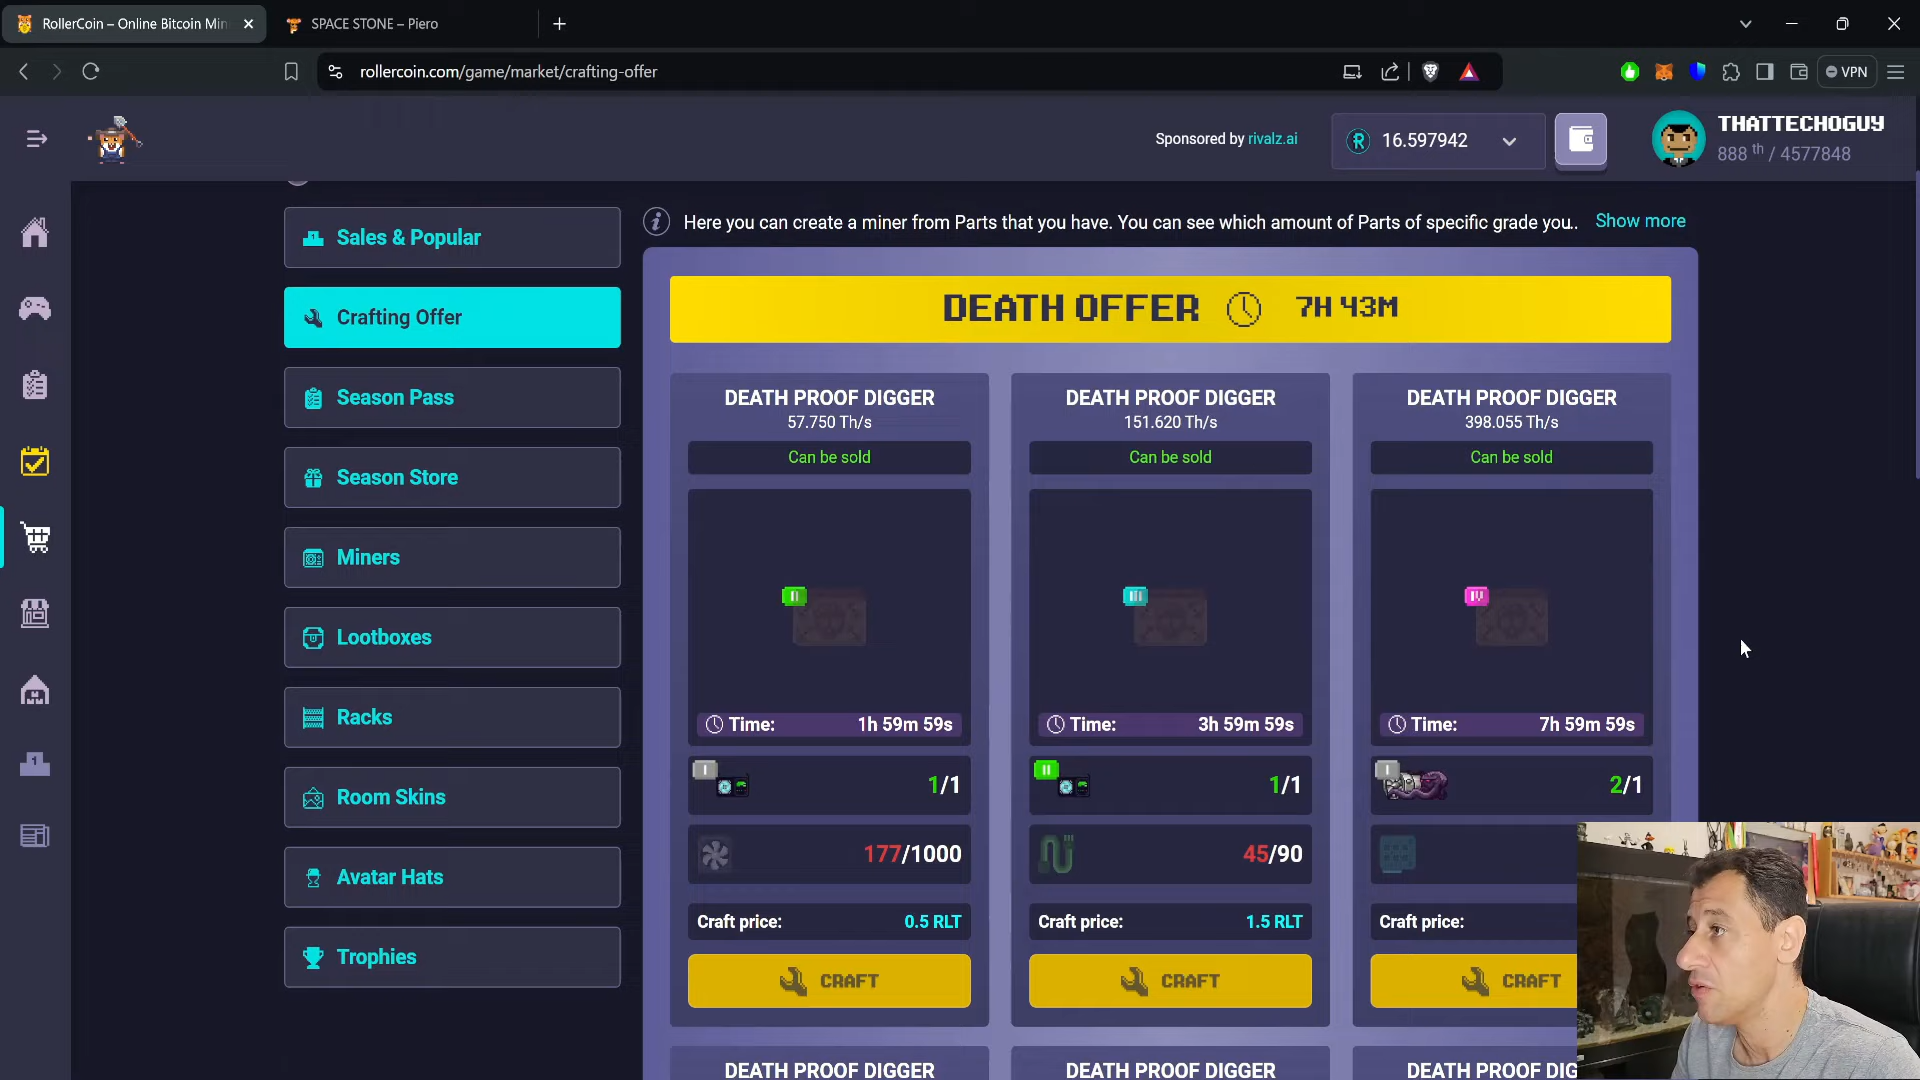 RollerCoin – Online Bitcoin Min
SPACE STONE – Piero
rollercoin.com/game/market/crafting-offer
VPN
Sponsored by rivalz.ai
16.597942
THATTECHOGUY
888 th / 4577848
Sales & Popular
Crafting Offer
Season Pass
Season Store
Miners
Lootboxes
Racks
Room Skins
Avatar Hats
Trophies
Here you can create a miner from Parts that you have. You can see which amount of Parts of specific grade you.. Show more
DEATH OFFER 7H 43M
DEATH PROOF DIGGER
57.750 Th/s
Can be sold
II
Time: 1h 59m 59s
I 1/1
177/1000
Craft price: 0.5 RLT
CRAFT
DEATH PROOF DIGGER
151.620 Th/s
Can be sold
III
Time: 3h 59m 59s
II 1/1
45/90
Craft price: 1.5 RLT
CRAFT
DEATH PROOF DIGGER
398.055 Th/s
Can be sold
IV
Time: 7h 59m 59s
I 2/1
Craft price:
CRAFT
DEATH PROOF DIGGER
DEATH PROOF DIGGER
DEATH PROOF DIG